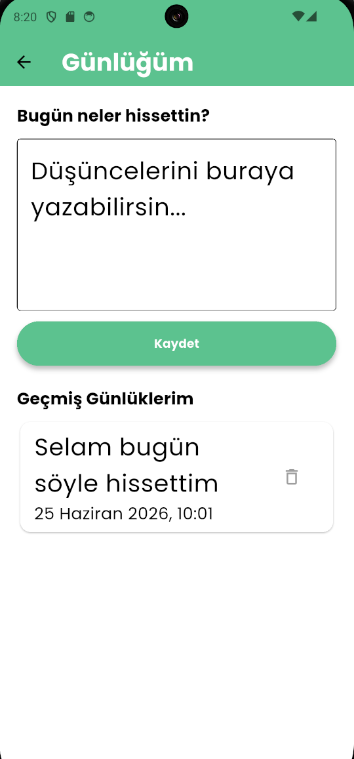 8:20
Günlüğüm
Bugün neler hissettin?
Düşüncelerini buraya
yazabilirsin...
Kaydet
Geçmiş Günlüklerim
Selam bugün
söyle hissettim
25 Haziran 2026, 10:01